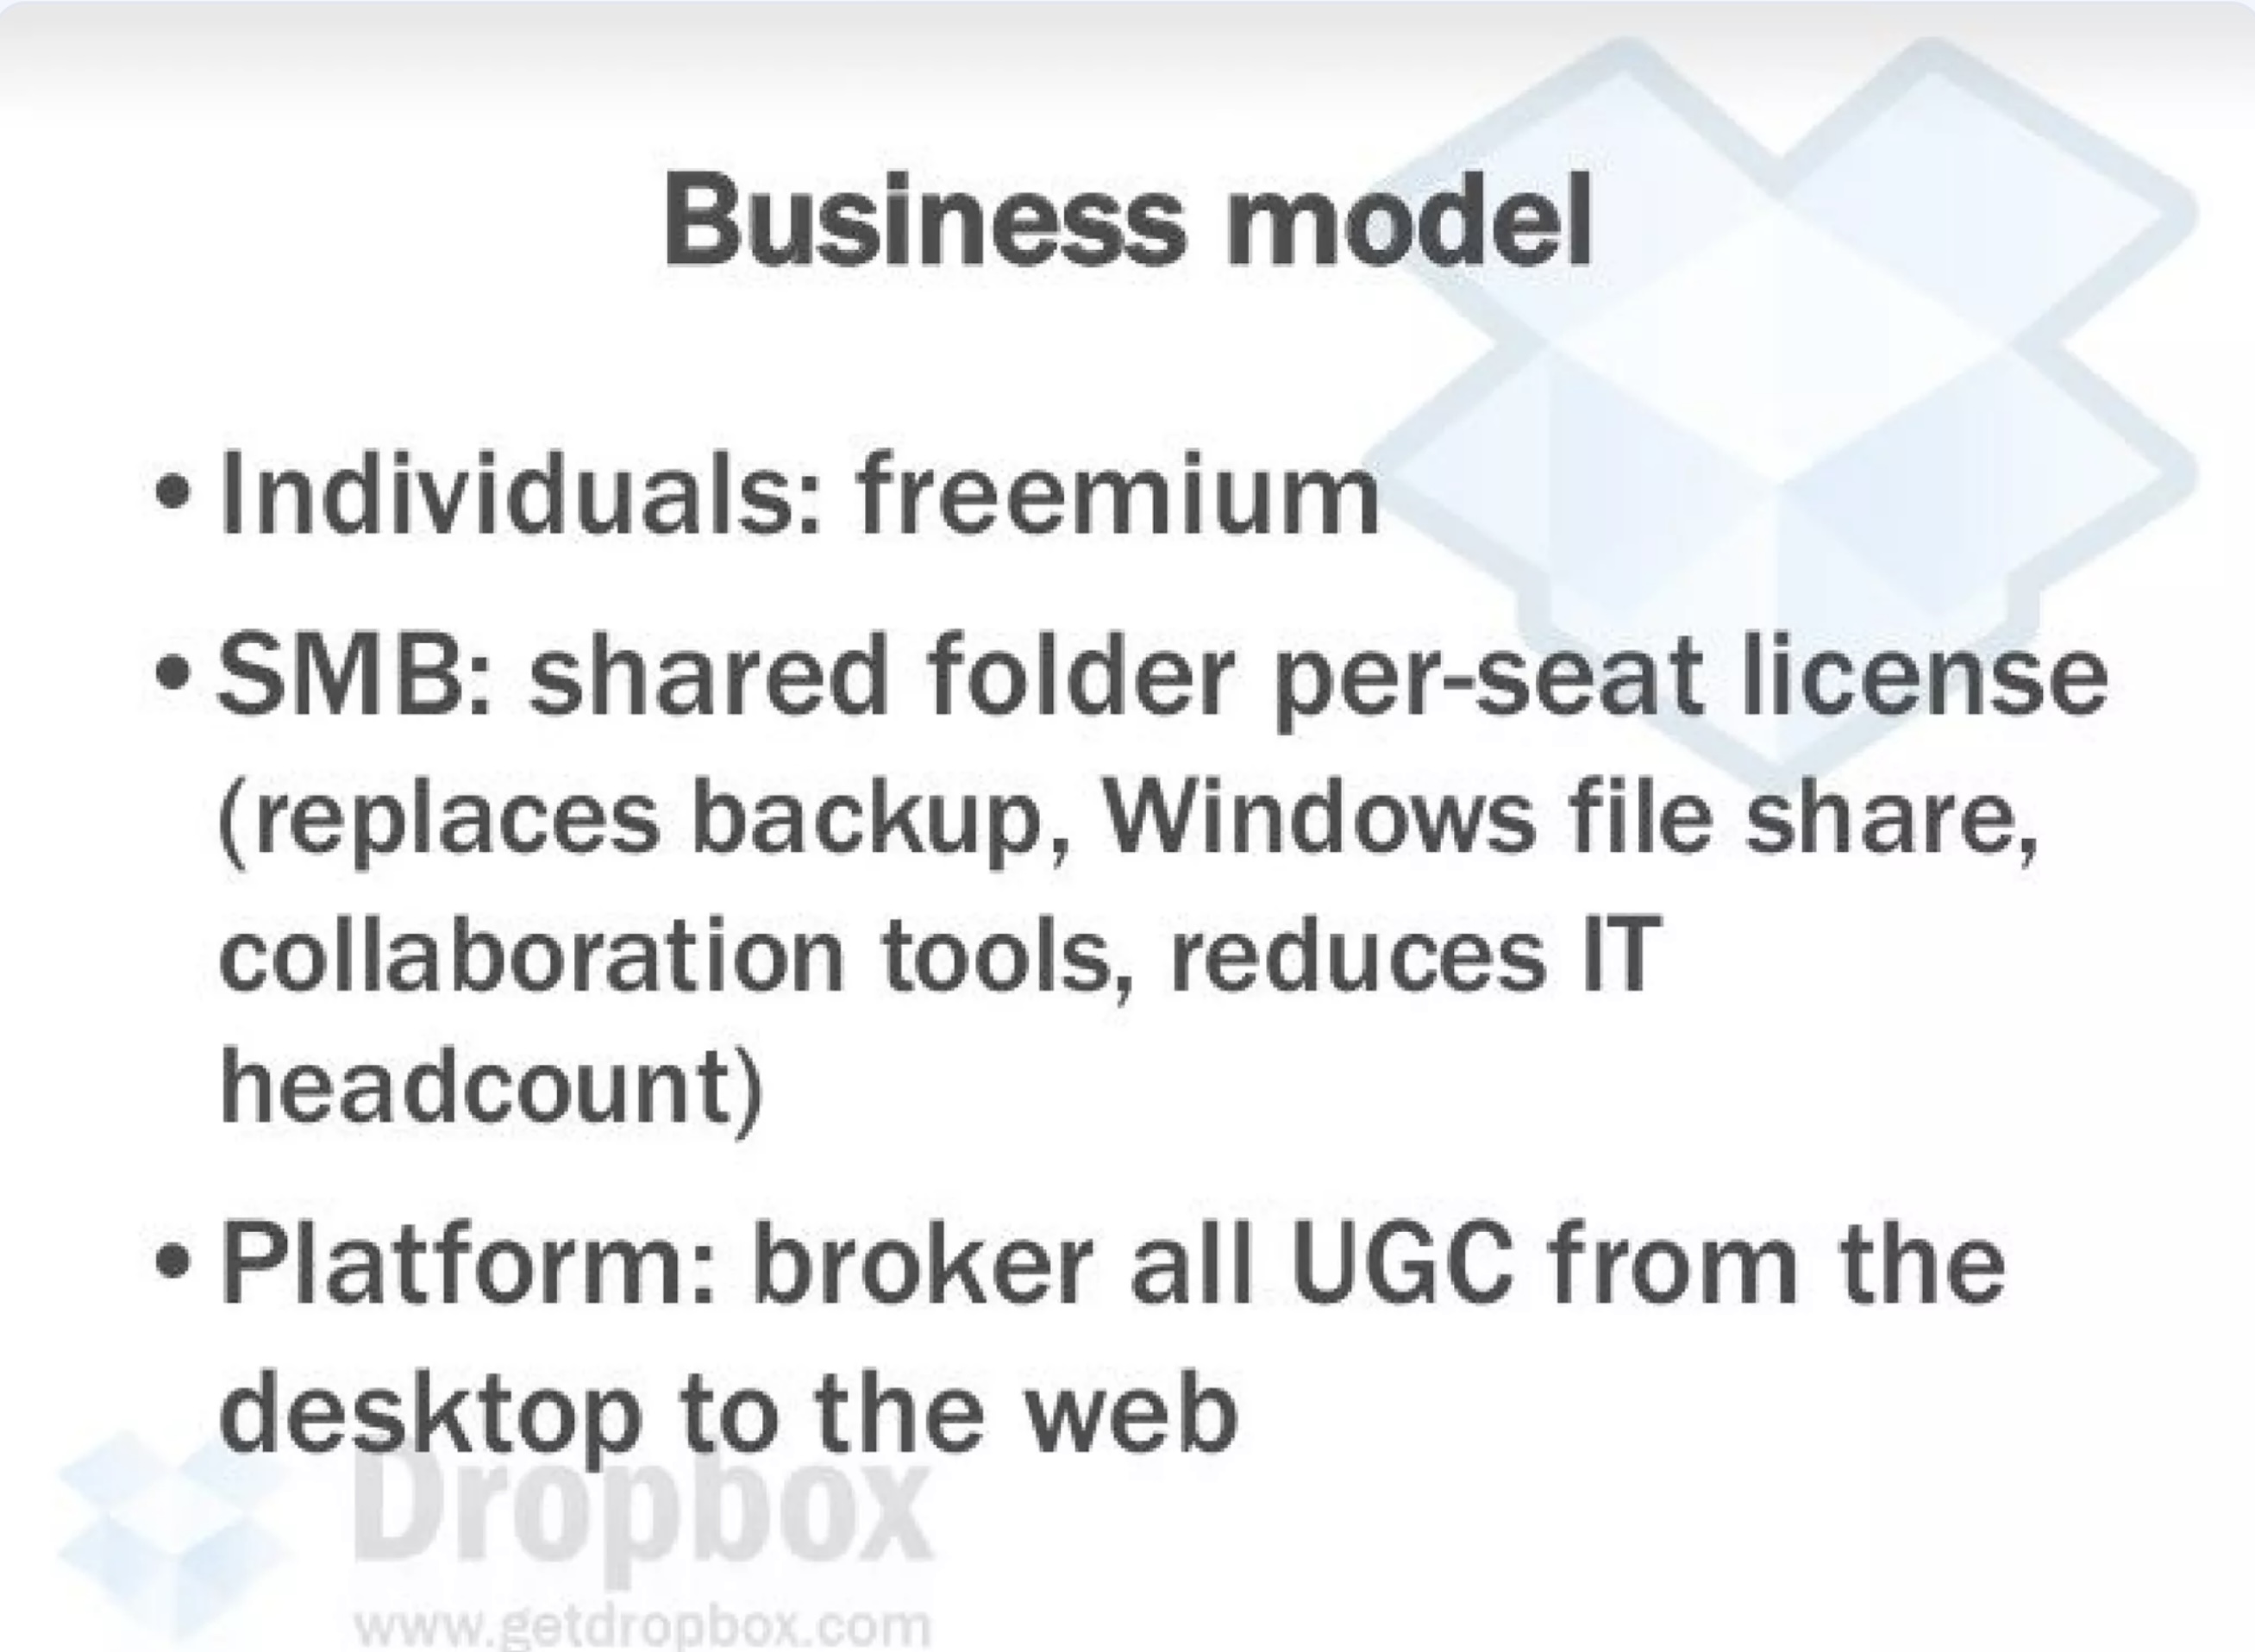 Business model
• Individuals: freemium
• SMB: shared folder per-seat license
(replaces backup, Windows file share,
collaboration tools, reduces IT
headcount)
• Platform: broker all UGC from the
desktop to the web
Dropbox
www.getdropbox.com